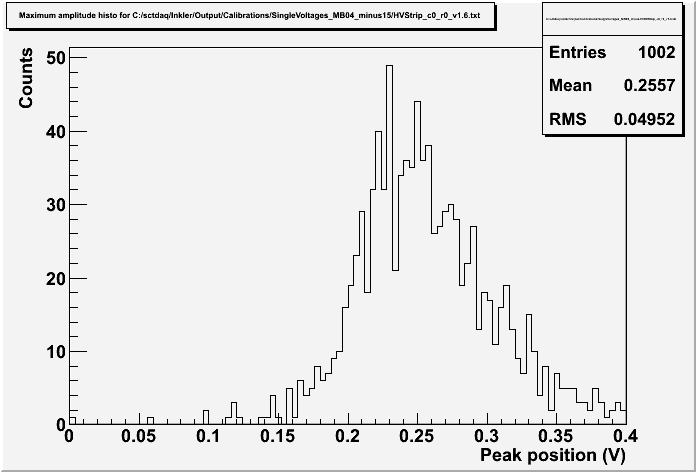 Maximum amplitude histo for C:/sctdaq/Inkler/Output/Calibrations/SingleVoltages_MB04_minus15/HVStrip_c0_r0_v1.6.txt
Entries 1002
Mean 0.2557
RMS 0.04952
Counts
50
40
30
20
10
0
0 0.05 0.1 0.15 0.2 0.25 0.3 0.35 0.4
Peak position (V)